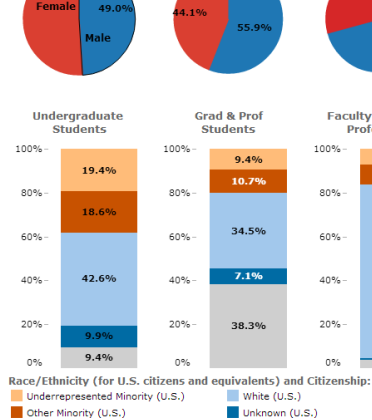 Female 49.0% 44.1%
Male 55.9%
Undergraduate Grad & Prof Faculty
Students Students Prof
100% 100% 100%
19.4% 9.4%
80% 10.7% 80% 80%
18.6%
60% 34.5% 60% 60%
42.6%
40% 7.1% 40% 40%
20% 38.3% 20% 20%
9.9%
0% 9.4% 0% 0%
Race/Ethnicity (for U.S. citizens and equivalents) and Citizenship:
Underrepresented Minority (U.S.) White (U.S.)
Other Minority (U.S.) Unknown (U.S.)